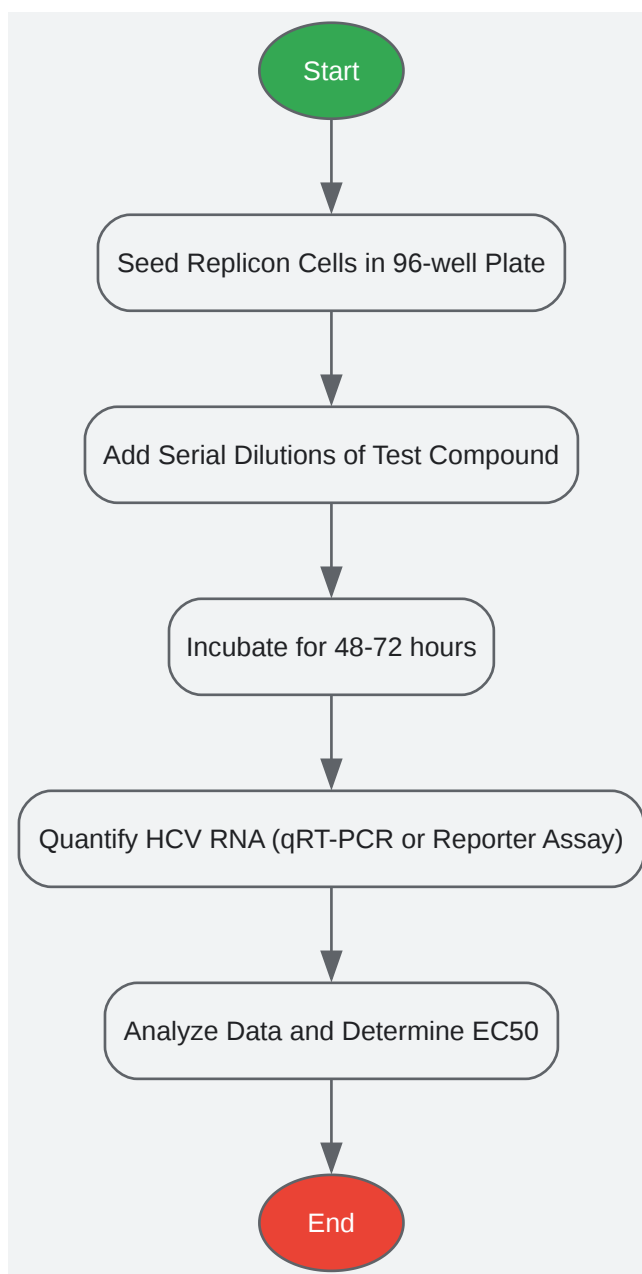 Start
Seed Replicon Cells in 96-well Plate
Add Serial Dilutions of Test Compound
Incubate for 48-72 hours
Quantify HCV RNA (qRT-PCR or Reporter Assay)
Analyze Data and Determine EC50
End